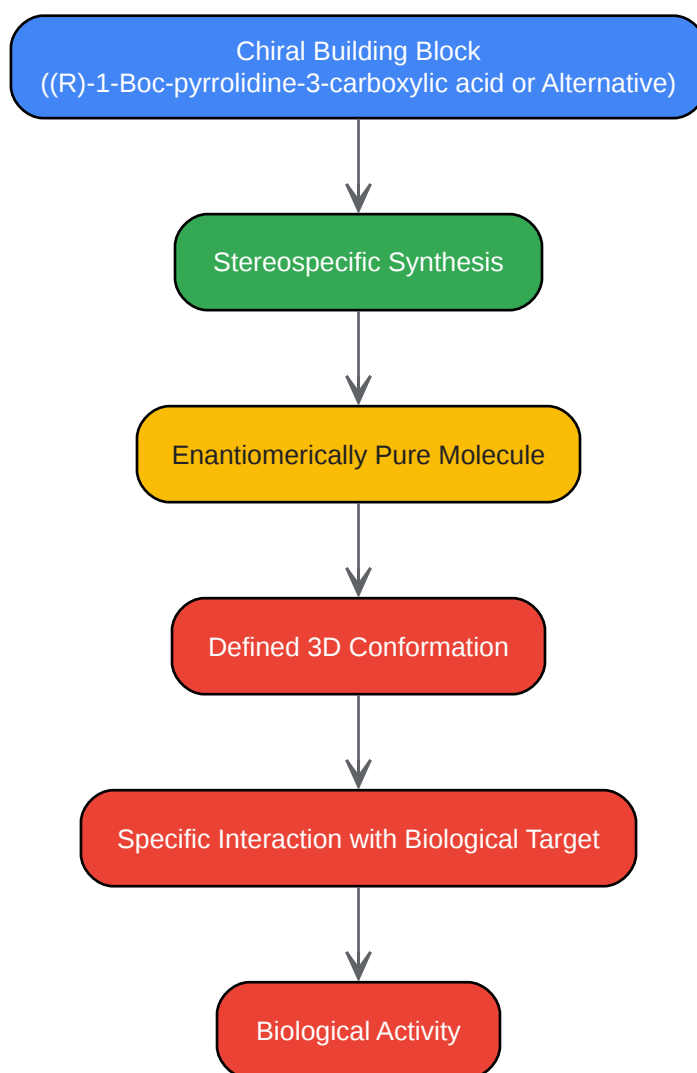 Chiral Building Block
((R)-1-Boc-pyrrolidine-3-carboxylic acid or Alternative)
Stereospecific Synthesis
Enantiomerically Pure Molecule
Defined 3D Conformation
Specific Interaction with Biological Target
Biological Activity